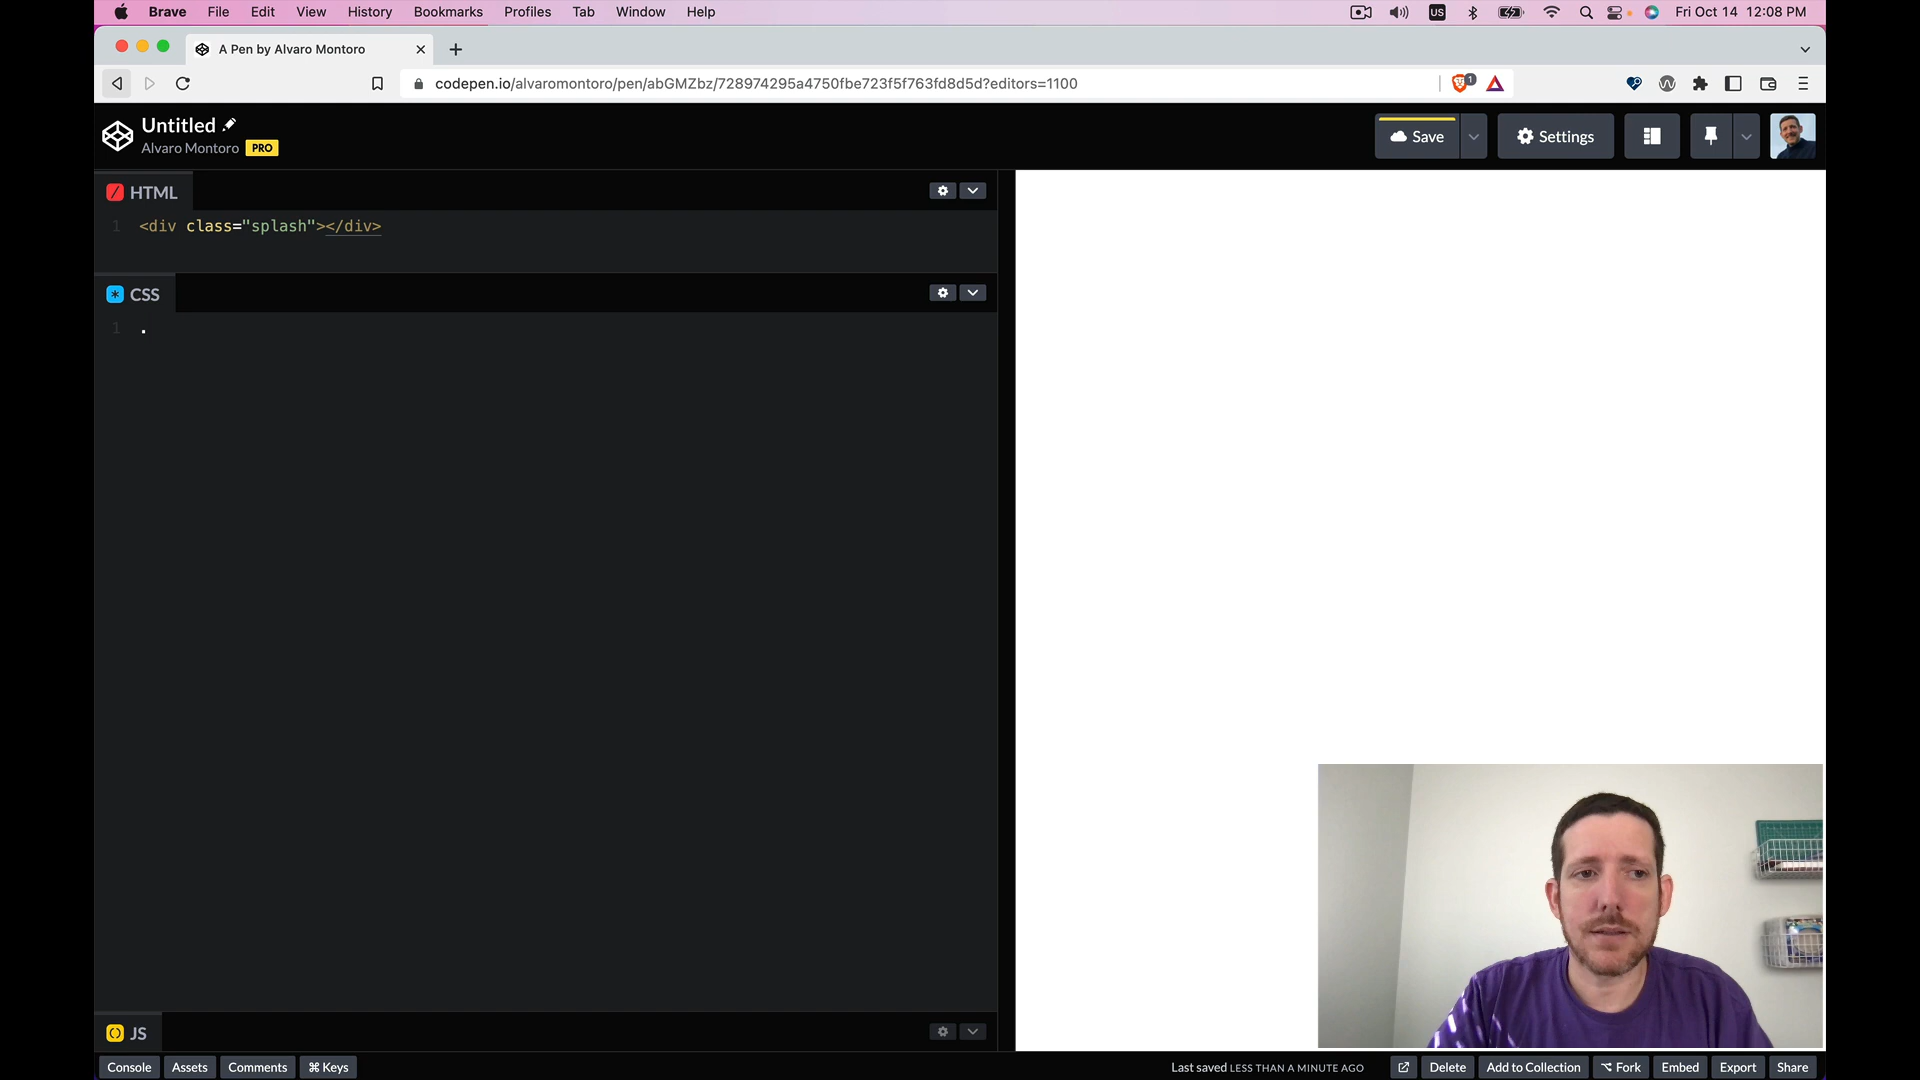 Brave File Edit View History Bookmarks Profiles Tab Window Help US Fri Oct 14 12:08 PM
A Pen by Alvaro Montoro
codepen.io/alvaromontoro/pen/abGMZbz/728974295a4750fbe723f5f763fd8d5d?editors=1100 1
Untitled
Alvaro Montoro PRO
Save Settings
HTML
1 <div class="splash"></div>
CSS
1 .
JS
Console Assets Comments ⌘ Keys Last saved LESS THAN A MINUTE AGO Delete Add to Collection ⌥ Fork Embed Export Share